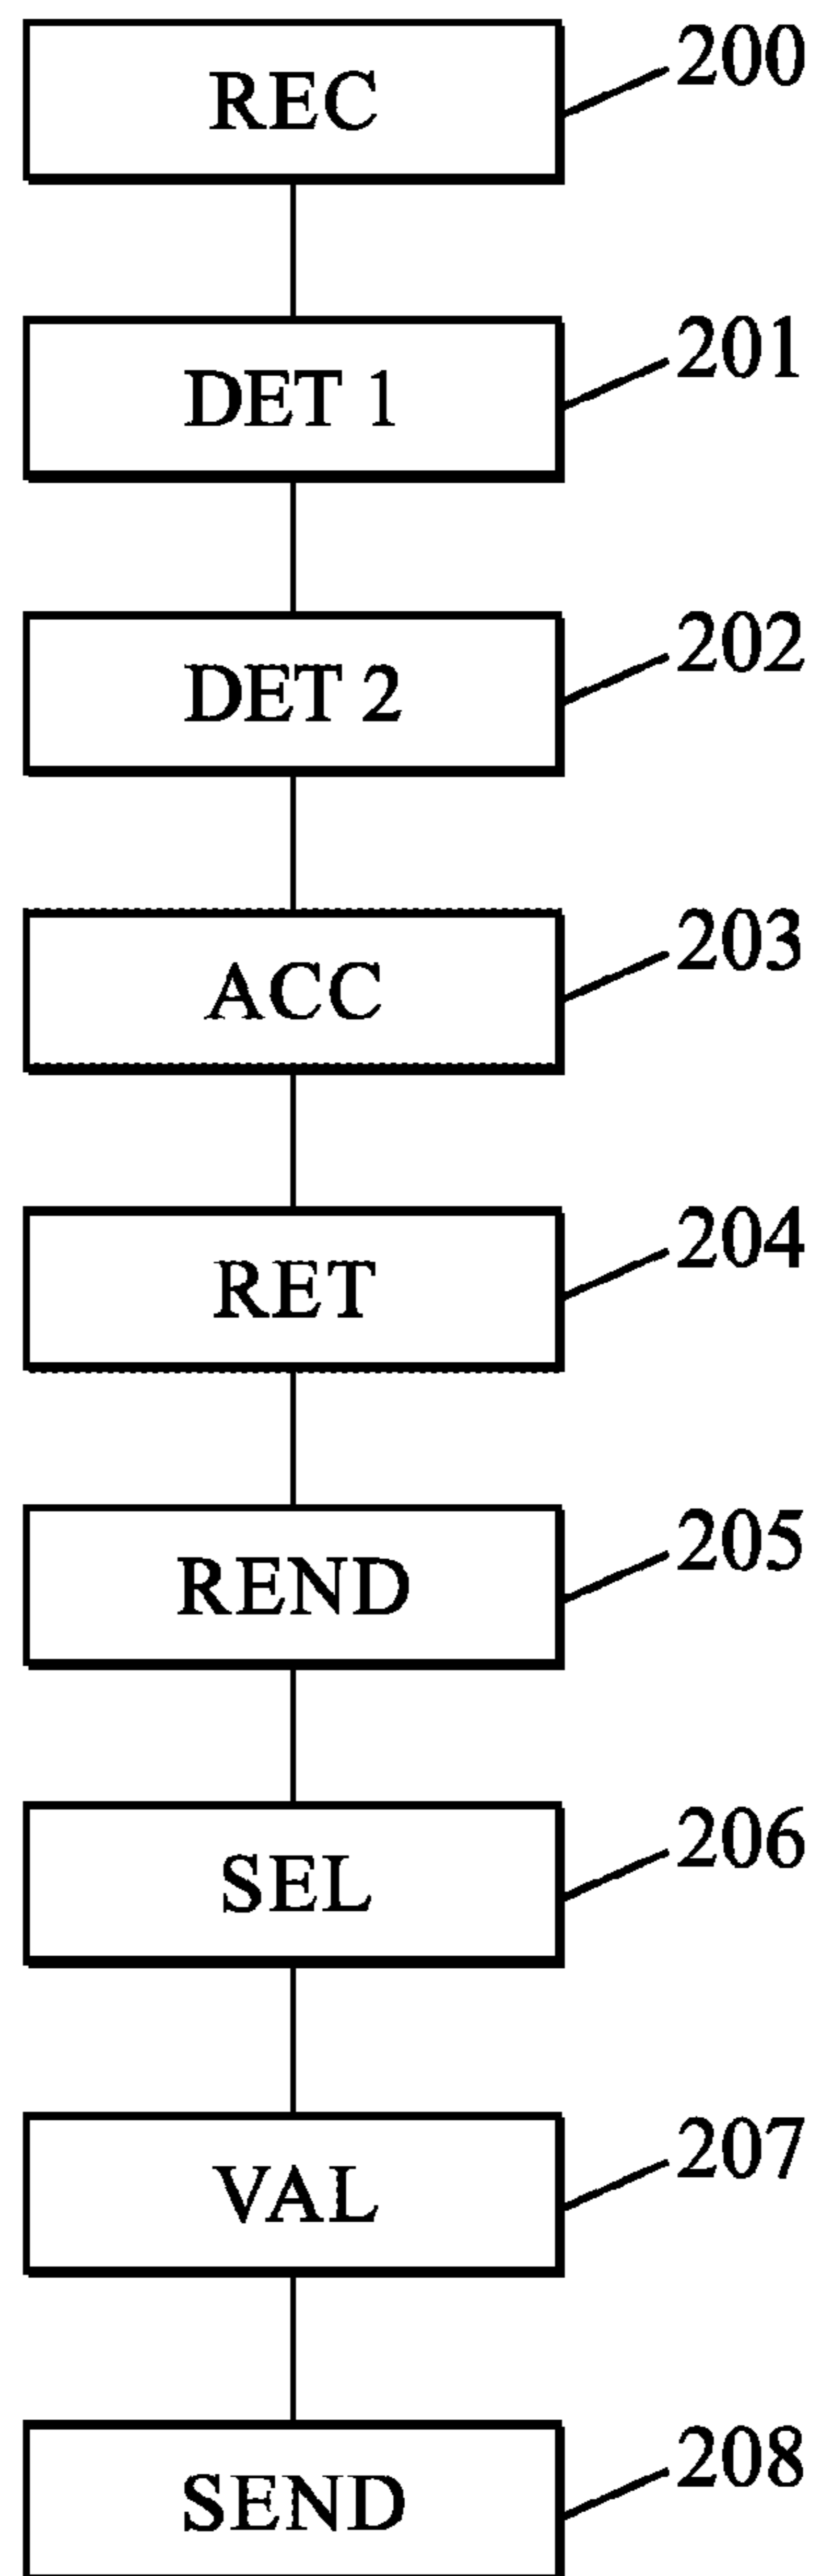 REC 200
DET 1 201
DET 2 202
ACC 203
RET 204
REND 205
SEL 206
VAL 207
SEND 208